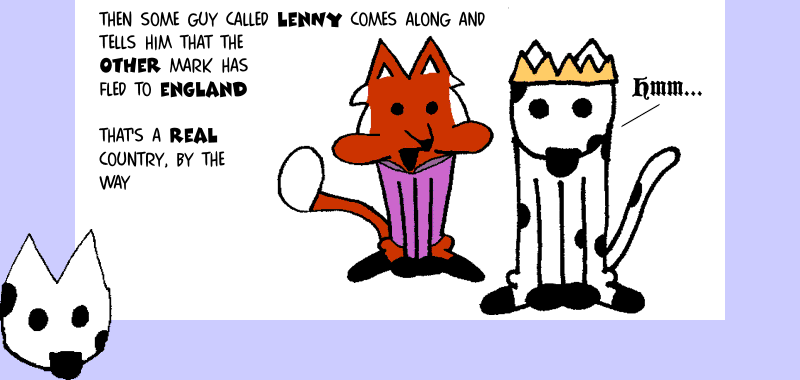 THEN SOME GUY CALLED LENNY COMES ALONG AND
TELLS HIM THAT THE
OTHER MARK HAS
FLED TO ENGLAND
THAT'S A REAL
COUNTRY, BY THE
WAY
Hmm...